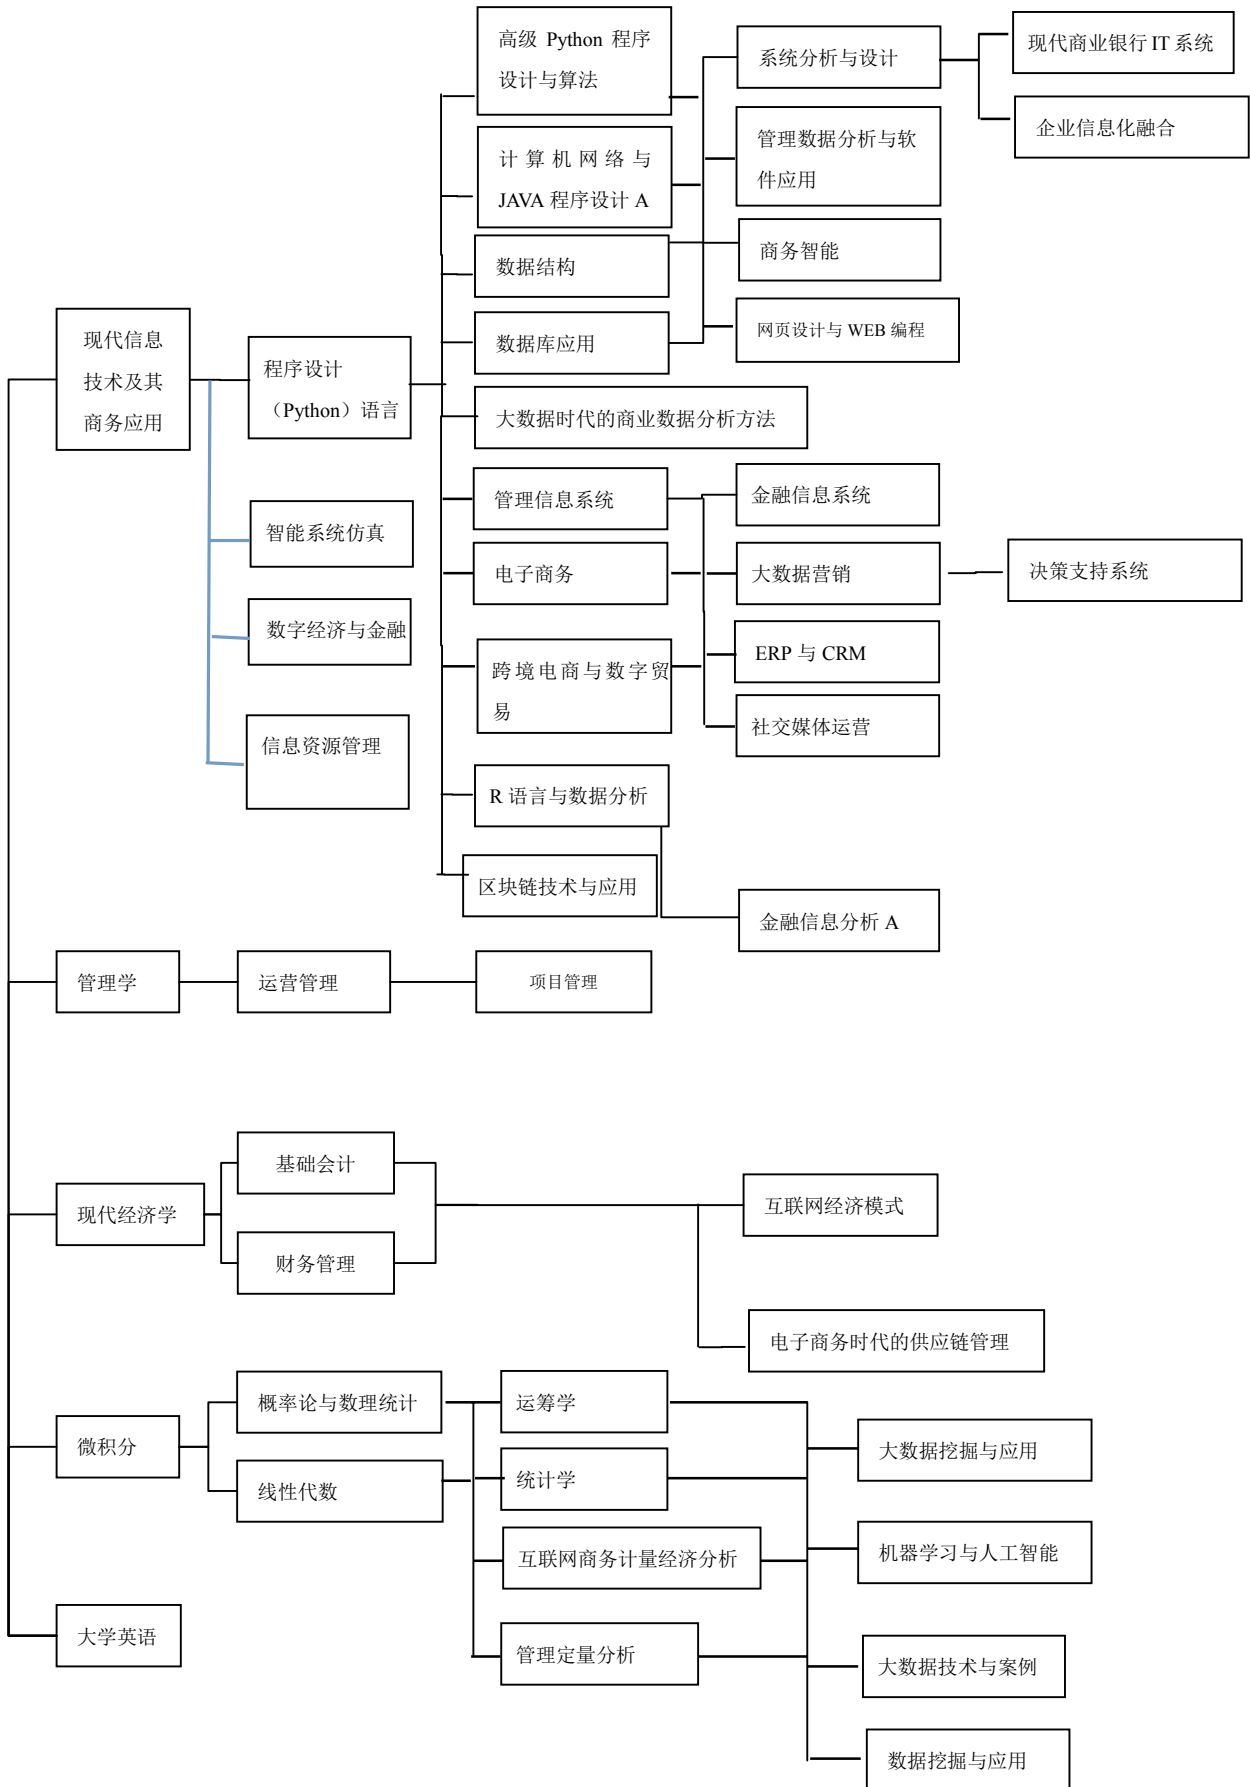 高级 Python 程序
设计与算法
系统分析与设计
现代商业银行 IT 系统
企业信息化融合
计算机网络与
JAVA 程序设计 A
管理数据分析与软
件应用
数据结构
商务智能
现代信息
技术及其
商务应用
程序设计
（Python）语言
数据库应用
网页设计与 WEB 编程
大数据时代的商业数据分析方法
管理信息系统
金融信息系统
智能系统仿真
电子商务
大数据营销
决策支持系统
数字经济与金融
跨境电商与数字贸
易
ERP 与 CRM
信息资源管理
社交媒体运营
R 语言与数据分析
区块链技术与应用
金融信息分析 A
管理学
运营管理
项目管理
基础会计
现代经济学
财务管理
互联网经济模式
电子商务时代的供应链管理
概率论与数理统计
运筹学
微积分
大数据挖掘与应用
线性代数
统计学
互联网商务计量经济分析
机器学习与人工智能
大学英语
管理定量分析
大数据技术与案例
数据挖掘与应用